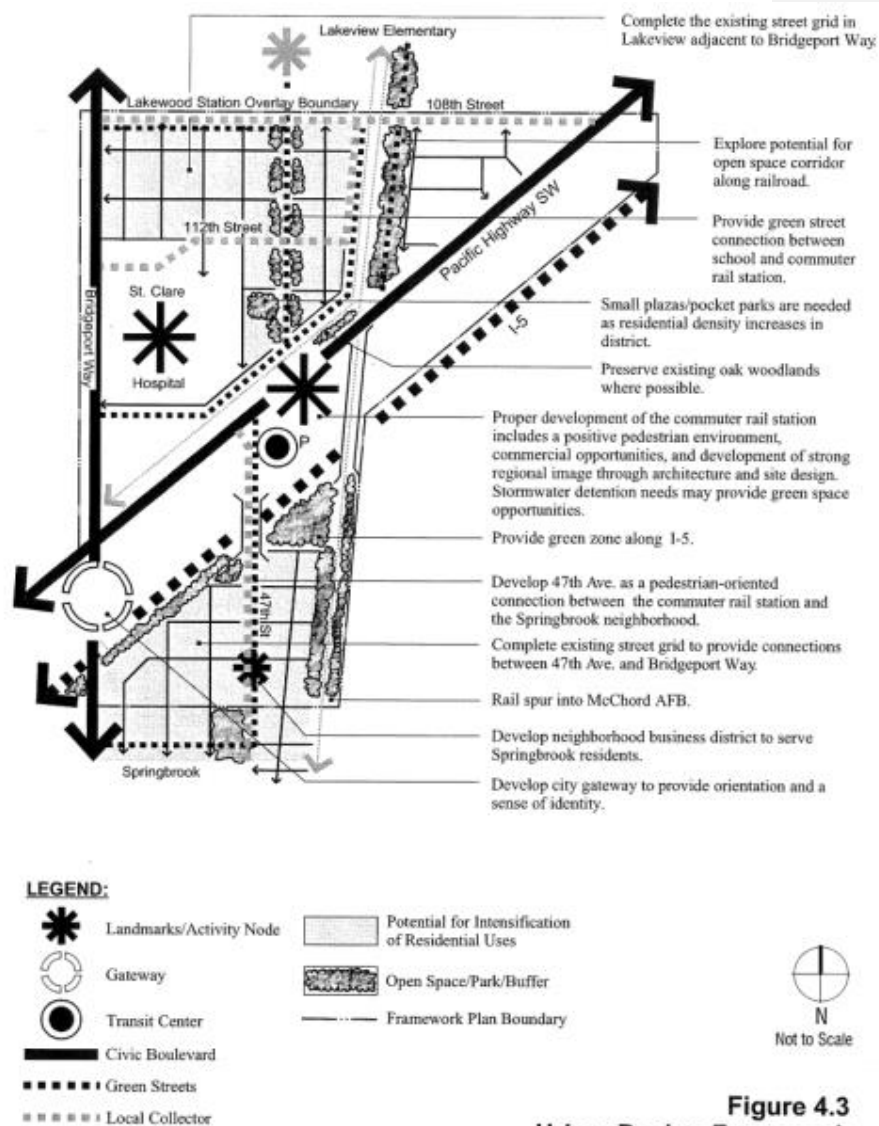 Complete the existing street grid in
Lakeview adjacent to Bridgeport Way.
Lakeview Elementary
Lakewood Station Overlay Boundary
108th Street
Explore potential for
open space corridor
along railroad.
Pacific Highway SW
Provide green street
connection between
school and commuter
rail station.
112th Street
St. Clare
Hospital
Bridgeport Way
I-5
Small plazas/pocket parks are needed
as residential density increases in
district.
Preserve existing oak woodlands
where possible.
P
Proper development of the commuter rail station
includes a positive pedestrian environment,
commercial opportunities, and development of strong
regional image through architecture and site design.
Stormwater detention needs may provide green space
opportunities.
Provide green zone along I-5.
47th St
Develop 47th Ave. as a pedestrian-oriented
connection between the commuter rail station and
the Springbrook neighborhood.
Complete existing street grid to provide connections
between 47th Ave. and Bridgeport Way.
Rail spur into McChord AFB.
Develop neighborhood business district to serve
Springbrook residents.
Springbrook
Develop city gateway to provide orientation and a
sense of identity.
LEGEND:
Landmarks/Activity Node
Gateway
Transit Center
Civic Boulevard
Green Streets
Local Collector
Potential for Intensification
of Residential Uses
Open Space/Park/Buffer
Framework Plan Boundary
N
Not to Scale
Figure 4.3